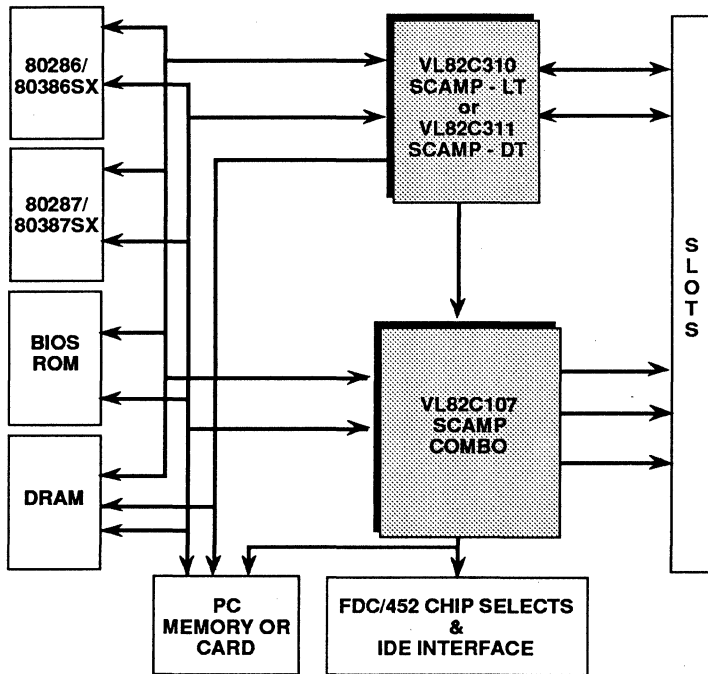 80286/
80386SX
VL82C310
SCAMP - LT
or
VL82C311
SCAMP - DT
80287/
80387SX
S
L
O
T
S
BIOS
ROM
VL82C107
SCAMP
COMBO
DRAM
PC
MEMORY OR
CARD
FDC/452 CHIP SELECTS
&
IDE INTERFACE